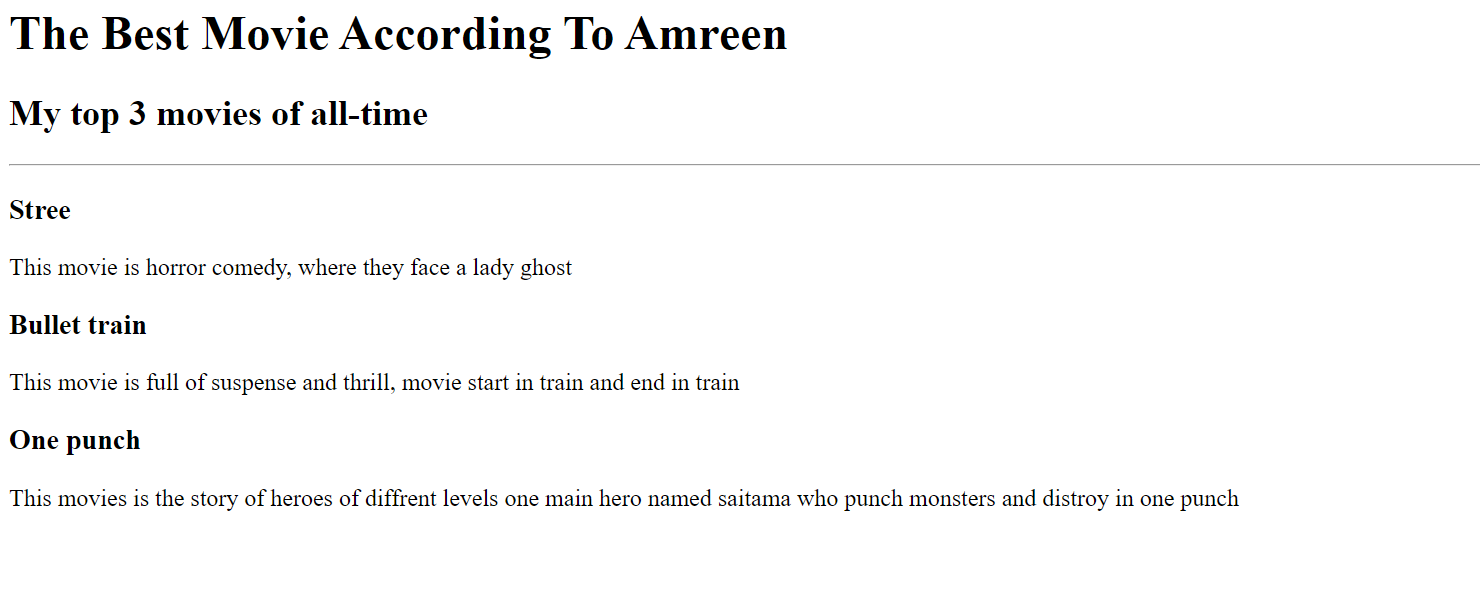 The Best Movie According To Amreen
My top 3 movies of all-time
Stree
This movie is horror comedy, where they face a lady ghost
Bullet train
This movie is full of suspense and thrill, movie start in train and end in train
One punch
This movies is the story of heroes of diffrent levels one main hero named saitama who punch monsters and distroy in one punch